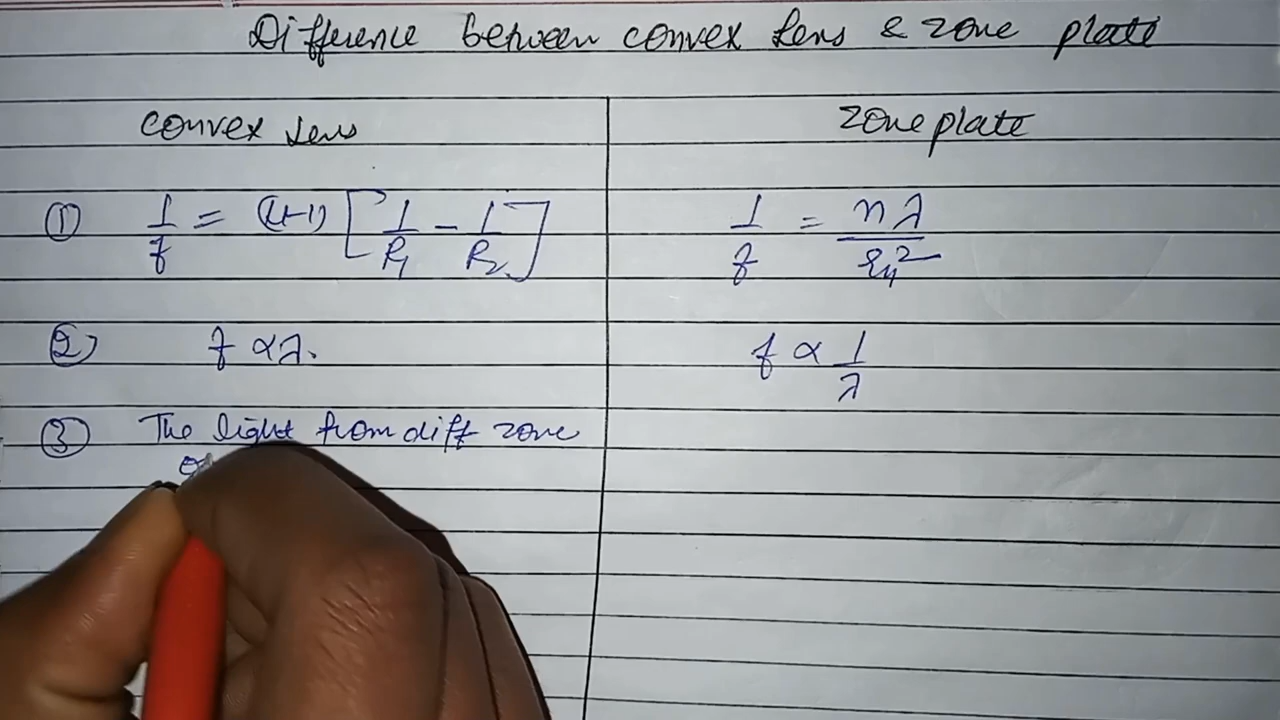 Difference between convex lens & zone plate
convex lens
zone plate
① 1/f = (μ-1) [1/R₁ - 1/R₂]
1/f = nλ/rₙ²
② f ∝ λ.
f ∝ 1/λ
③ The light from diff zone